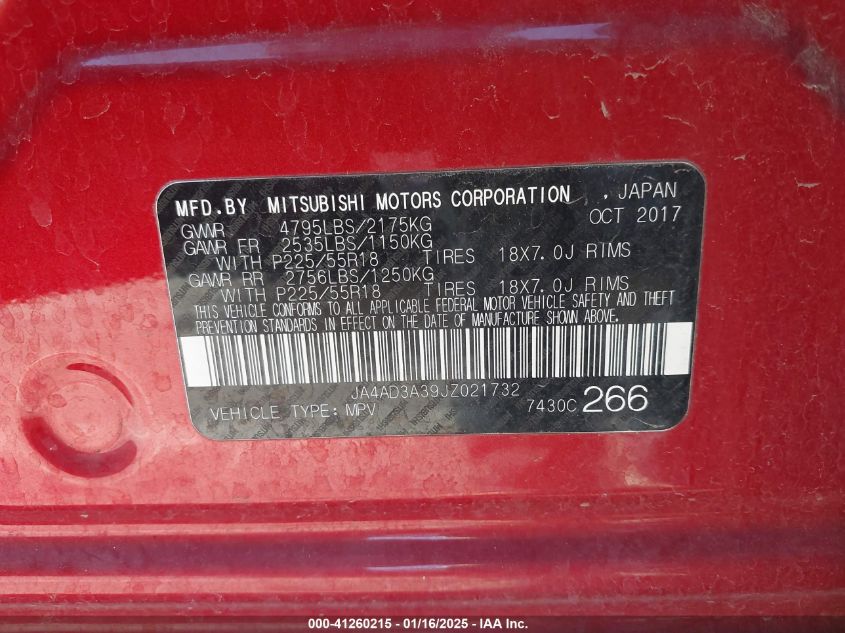 MFD.BY MITSUBISHI MOTORS CORPORATION , JAPAN
OCT 2017
GVWR 4795LBS/2175KG
GAWR FR 2535LBS/1150KG
WITH P225/55R18 TIRES 18X7.0J RIMS
GAWR RR 2756LBS/1250KG
WITH P225/55R18 TIRES 18X7.0J RIMS
THIS VEHICLE CONFORMS TO ALL APPLICABLE FEDERAL MOTOR VEHICLE SAFETY AND THEFT
PREVENTION STANDARDS IN EFFECT ON THE DATE OF MANUFACTURE SHOWN ABOVE.
JA4AD3A39JZ021732
VEHICLE TYPE:MPV 7430C 266
000-41260215 - 01/16/2025 - IAA Inc.